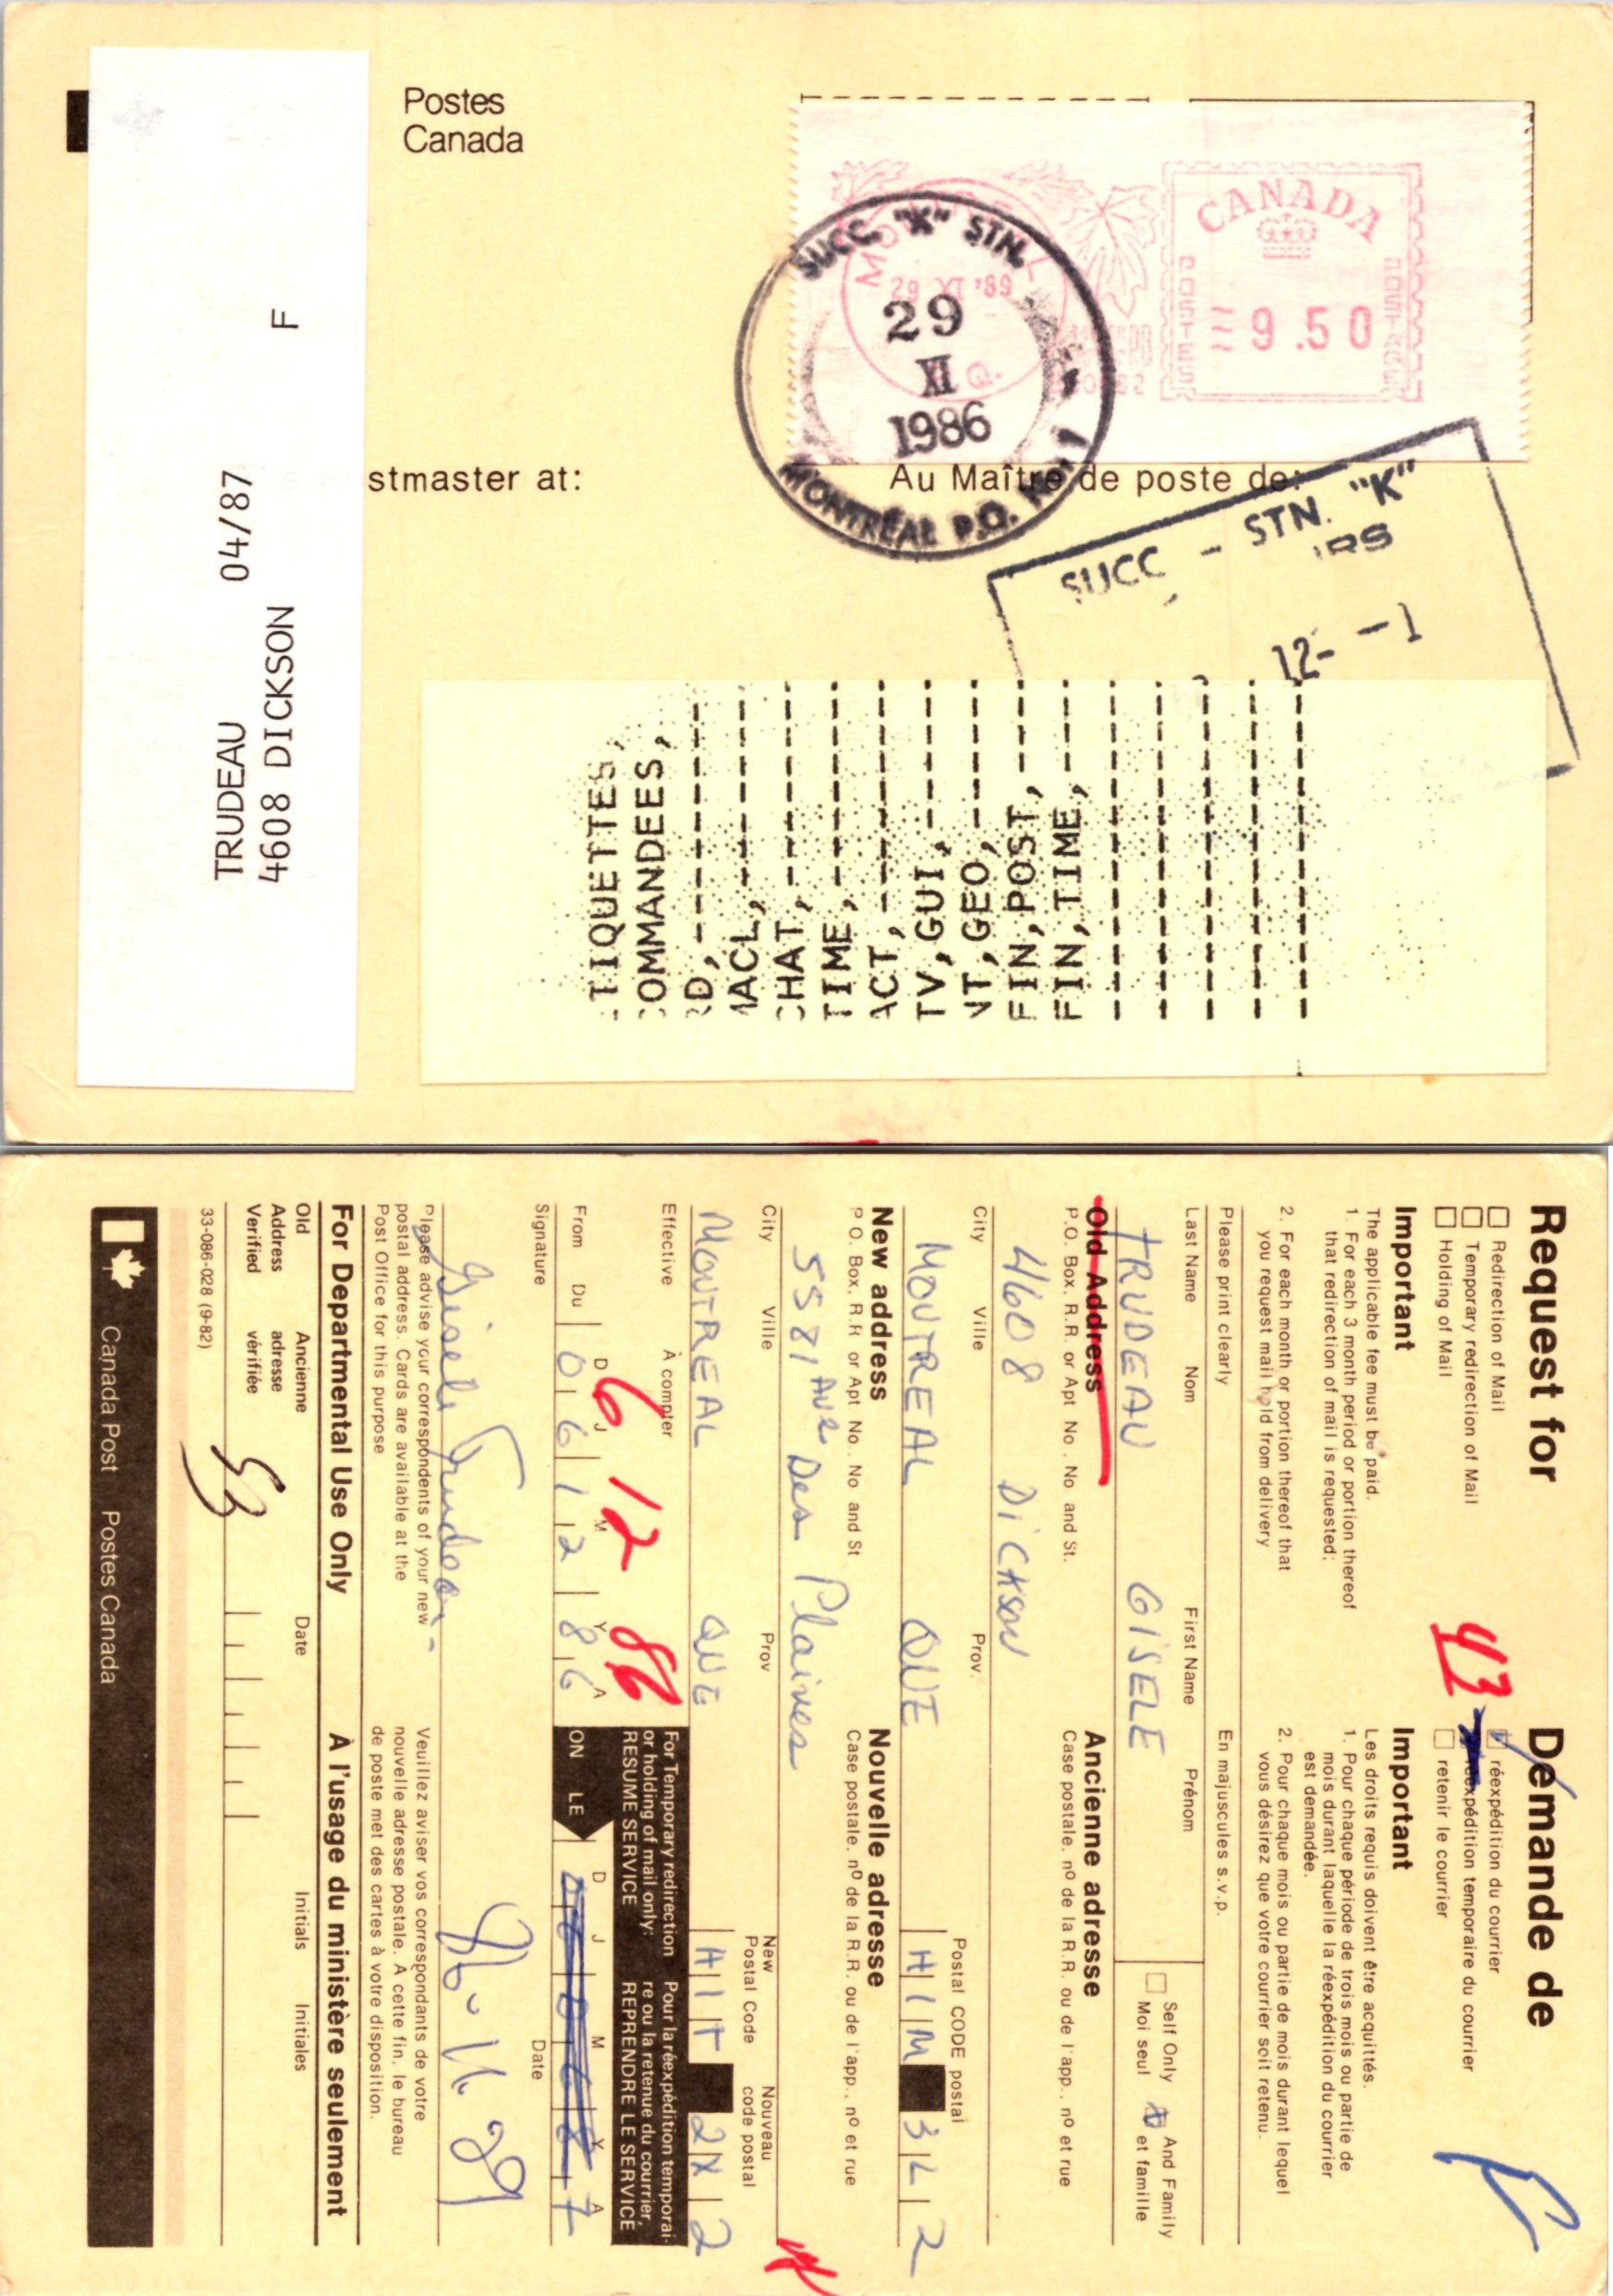 Postes
Canada
CANADA
POSTAGE
POSTES
9.50
29 XI '89
SUCC. "K" STN.
29
XI
1986
MONTRÉAL P.Q. No. 1
stmaster at:
Au Maître de poste de:
SUCC - STN. "K"
12- -1
TRUDEAU 04/87
4608 DICKSON F
TIQUETTES,
OMMANDEES,
D,
ACL,
CHAT,
TIME,
ACT,
TV,GUI,
NT,GEO,
FIN,POST,
FIN,TIME,
Request for
Redirection of Mail
Temporary redirection of Mail
Holding of Mail
43
Demande de
réexpédition du courrier
réexpédition temporaire du courrier
retenir le courrier
Important
The applicable fee must be paid.
1. For each 3 month period or portion thereof
that redirection of mail is requested;
2. For each month or portion thereof that
you request mail held from delivery
Important
Les droits requis doivent être acquittés.
1. Pour chaque période de trois mois ou partie de
mois durant laquelle la réexpédition du courrier
est demandée.
2. Pour chaque mois ou partie de mois durant lequel
vous désirez que votre courrier soit retenu.
Please print clearly
En majuscules s.v.p.
Last Name Nom First Name Prénom
TRUDEAU GISELE
Self Only
Moi seul
And Family
et famille
Old Address
P.O. Box, R.R. or Apt No. No and St.
Ancienne adresse
Case postale, nº de la R.R. ou de l'app., nº et rue
4608 DICKSON
City Ville Prov. Postal CODE postal
MONTREAL QUE H1M 3L2
New address
P.O. Box, R.R or Apt No. No and St
Nouvelle adresse
Case postale, nº de la R.R. ou de l'app., nº et rue
5581 Ave Des Plaines
City Ville Prov
New
Postal Code
Nouveau
code postal
MONTREAL QUE H1T 2X2
Effective À compter
6 12 86
For Temporary redirection
or holding of mail only:
RESUME SERVICE
Pour la réexpédition temporai-
re ou la retenue du courrier,
REPRENDRE LE SERVICE
D J M Y A
From Du 06 12 86
ON LE
D J M Y A
Signature
Gisele Trudeau
Date
86-11-29
Please advise your correspondents of your new
postal address. Cards are available at the
Post Office for this purpose
Veuillez aviser vos correspondants de votre
nouvelle adresse postale. À cette fin, le bureau
de poste met des cartes à votre disposition.
For Departmental Use Only
À l'usage du ministère seulement
Old
Address
Verified
Ancienne
adresse
vérifiée
Date
Initials Initiales
33-086-028 (9-82)
Canada Post Postes Canada